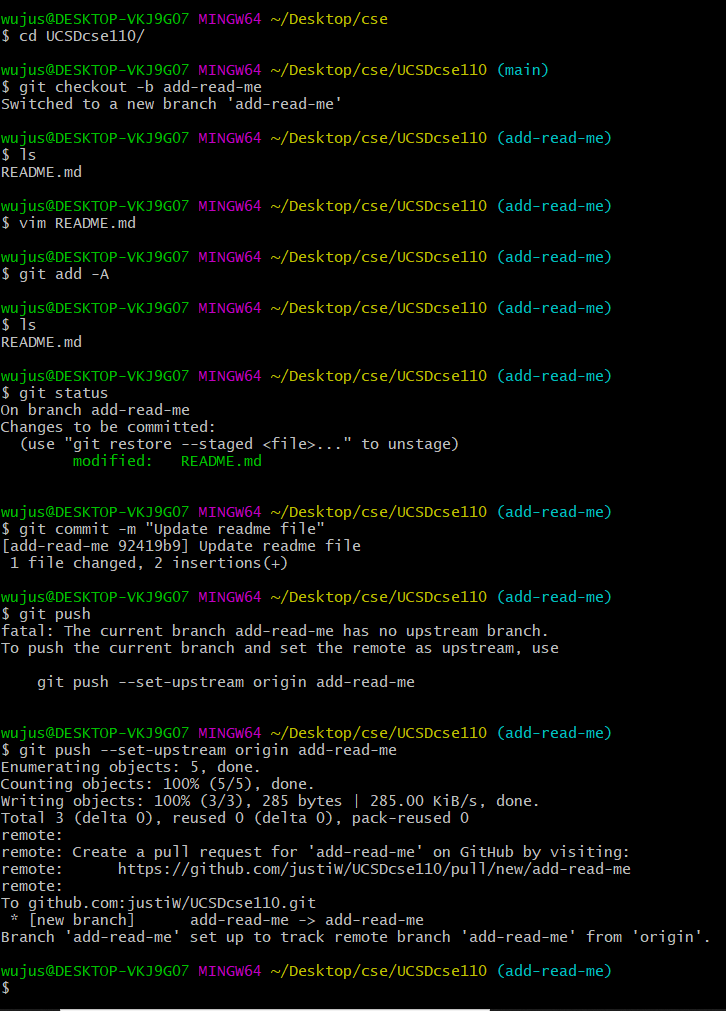 wujus@DESKTOP-VKJ9G07 MINGW64 ~/Desktop/cse
$ cd UCSDcse110/
wujus@DESKTOP-VKJ9G07 MINGW64 ~/Desktop/cse/UCSDcse110 (main)
$ git checkout -b add-read-me
Switched to a new branch 'add-read-me'
wujus@DESKTOP-VKJ9G07 MINGW64 ~/Desktop/cse/UCSDcse110 (add-read-me)
$ ls
README.md
wujus@DESKTOP-VKJ9G07 MINGW64 ~/Desktop/cse/UCSDcse110 (add-read-me)
$ vim README.md
wujus@DESKTOP-VKJ9G07 MINGW64 ~/Desktop/cse/UCSDcse110 (add-read-me)
$ git add -A
wujus@DESKTOP-VKJ9G07 MINGW64 ~/Desktop/cse/UCSDcse110 (add-read-me)
$ ls
README.md
wujus@DESKTOP-VKJ9G07 MINGW64 ~/Desktop/cse/UCSDcse110 (add-read-me)
$ git status
On branch add-read-me
Changes to be committed:
  (use "git restore --staged <file>..." to unstage)
        modified:   README.md
wujus@DESKTOP-VKJ9G07 MINGW64 ~/Desktop/cse/UCSDcse110 (add-read-me)
$ git commit -m "Update readme file"
[add-read-me 92419b9] Update readme file
 1 file changed, 2 insertions(+)
wujus@DESKTOP-VKJ9G07 MINGW64 ~/Desktop/cse/UCSDcse110 (add-read-me)
$ git push
fatal: The current branch add-read-me has no upstream branch.
To push the current branch and set the remote as upstream, use
    git push --set-upstream origin add-read-me
wujus@DESKTOP-VKJ9G07 MINGW64 ~/Desktop/cse/UCSDcse110 (add-read-me)
$ git push --set-upstream origin add-read-me
Enumerating objects: 5, done.
Counting objects: 100% (5/5), done.
Writing objects: 100% (3/3), 285 bytes | 285.00 KiB/s, done.
Total 3 (delta 0), reused 0 (delta 0), pack-reused 0
remote:
remote: Create a pull request for 'add-read-me' on GitHub by visiting:
remote:      https://github.com/justiW/UCSDcse110/pull/new/add-read-me
remote:
To github.com:justiW/UCSDcse110.git
 * [new branch]      add-read-me -> add-read-me
Branch 'add-read-me' set up to track remote branch 'add-read-me' from 'origin'.
wujus@DESKTOP-VKJ9G07 MINGW64 ~/Desktop/cse/UCSDcse110 (add-read-me)
$